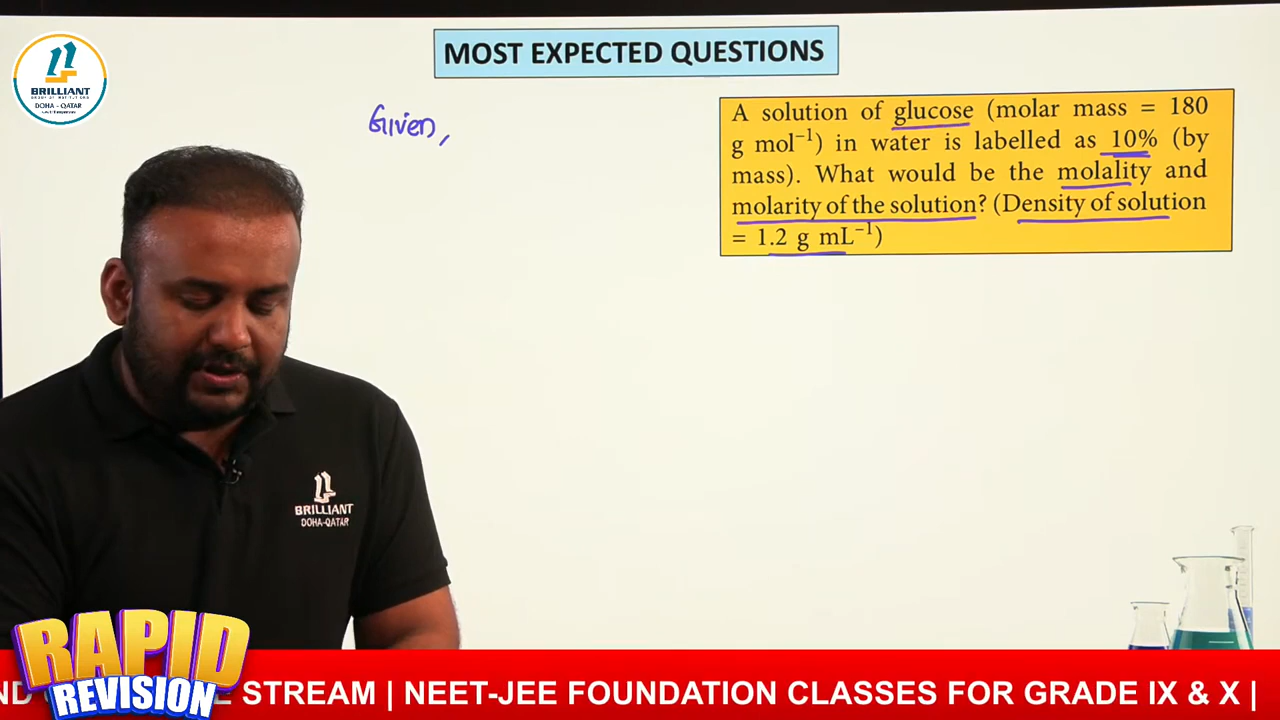 MOST EXPECTED QUESTIONS
BRILLIANT
DOHA - QATAR
Given,
A solution of glucose (molar mass = 180
g mol⁻¹) in water is labelled as 10% (by
mass). What would be the molality and
molarity of the solution? (Density of solution
= 1.2 g mL⁻¹)
BRILLIANT
DOHA-QATAR
RAPID
REVISION
STREAM | NEET-JEE FOUNDATION CLASSES FOR GRADE IX & X |